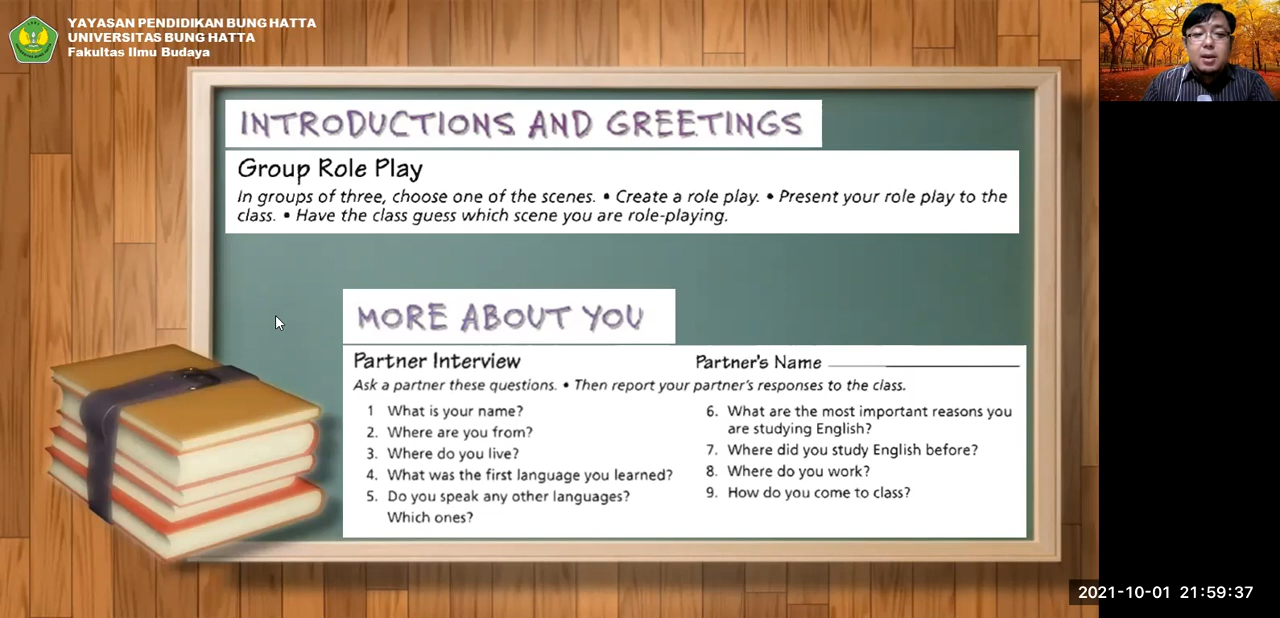 YAYASAN PENDIDIKAN BUNG HATTA
UNIVERSITAS BUNG HATTA
Fakultas Ilmu Budaya
INTRODUCTIONS AND GREETINGS
Group Role Play
In groups of three, choose one of the scenes. • Create a role play. • Present your role play to the
class. • Have the class guess which scene you are role-playing.
MORE ABOUT YOU
Partner Interview
Partner's Name
Ask a partner these questions. • Then report your partner's responses to the class.
1 What is your name?
2. Where are you from?
3. Where do you live?
4. What was the first language you learned?
5. Do you speak any other languages?
Which ones?
6. What are the most important reasons you
are studying English?
7. Where did you study English before?
8. Where do you work?
9. How do you come to class?
2021-10-01 21:59:37